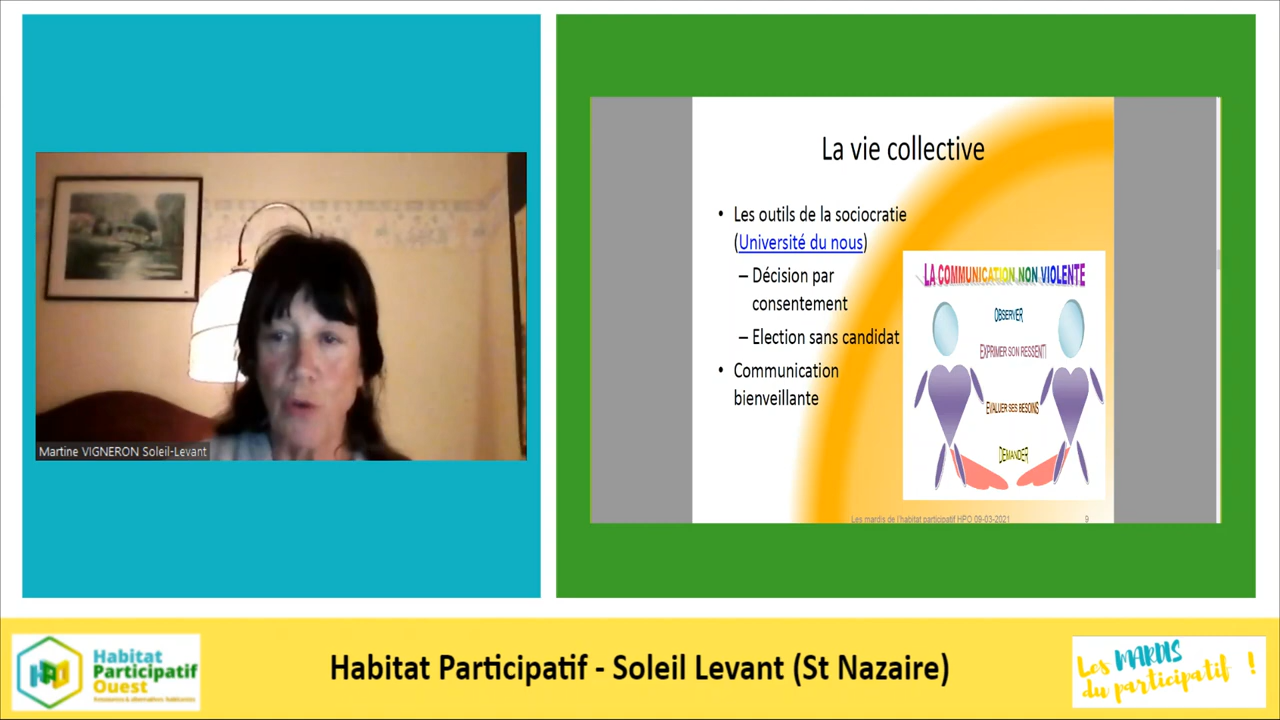 La vie collective
• Les outils de la sociocratie
(Université du nous)
– Décision par
consentement
– Election sans candidat
• Communication
bienveillante
LA COMMUNICATION NON VIOLENTE
OBSERVER
EXPRIMER SON RESSENTI
EVALUER SES BESOINS
DEMANDER
Les mardis de l'habitat participatif HPO 09-03-2021
9
Martine VIGNERON Soleil-Levant
Habitat
Participatif
Ouest
Habitat Participatif - Soleil Levant (St Nazaire)
Les MARDIS
du participatif !